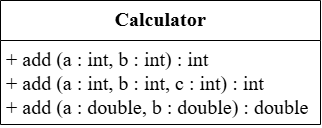 Calculator
+ add (a : int, b : int) : int
+ add (a : int, b : int, c : int) : int
+ add (a : double, b : double) : double